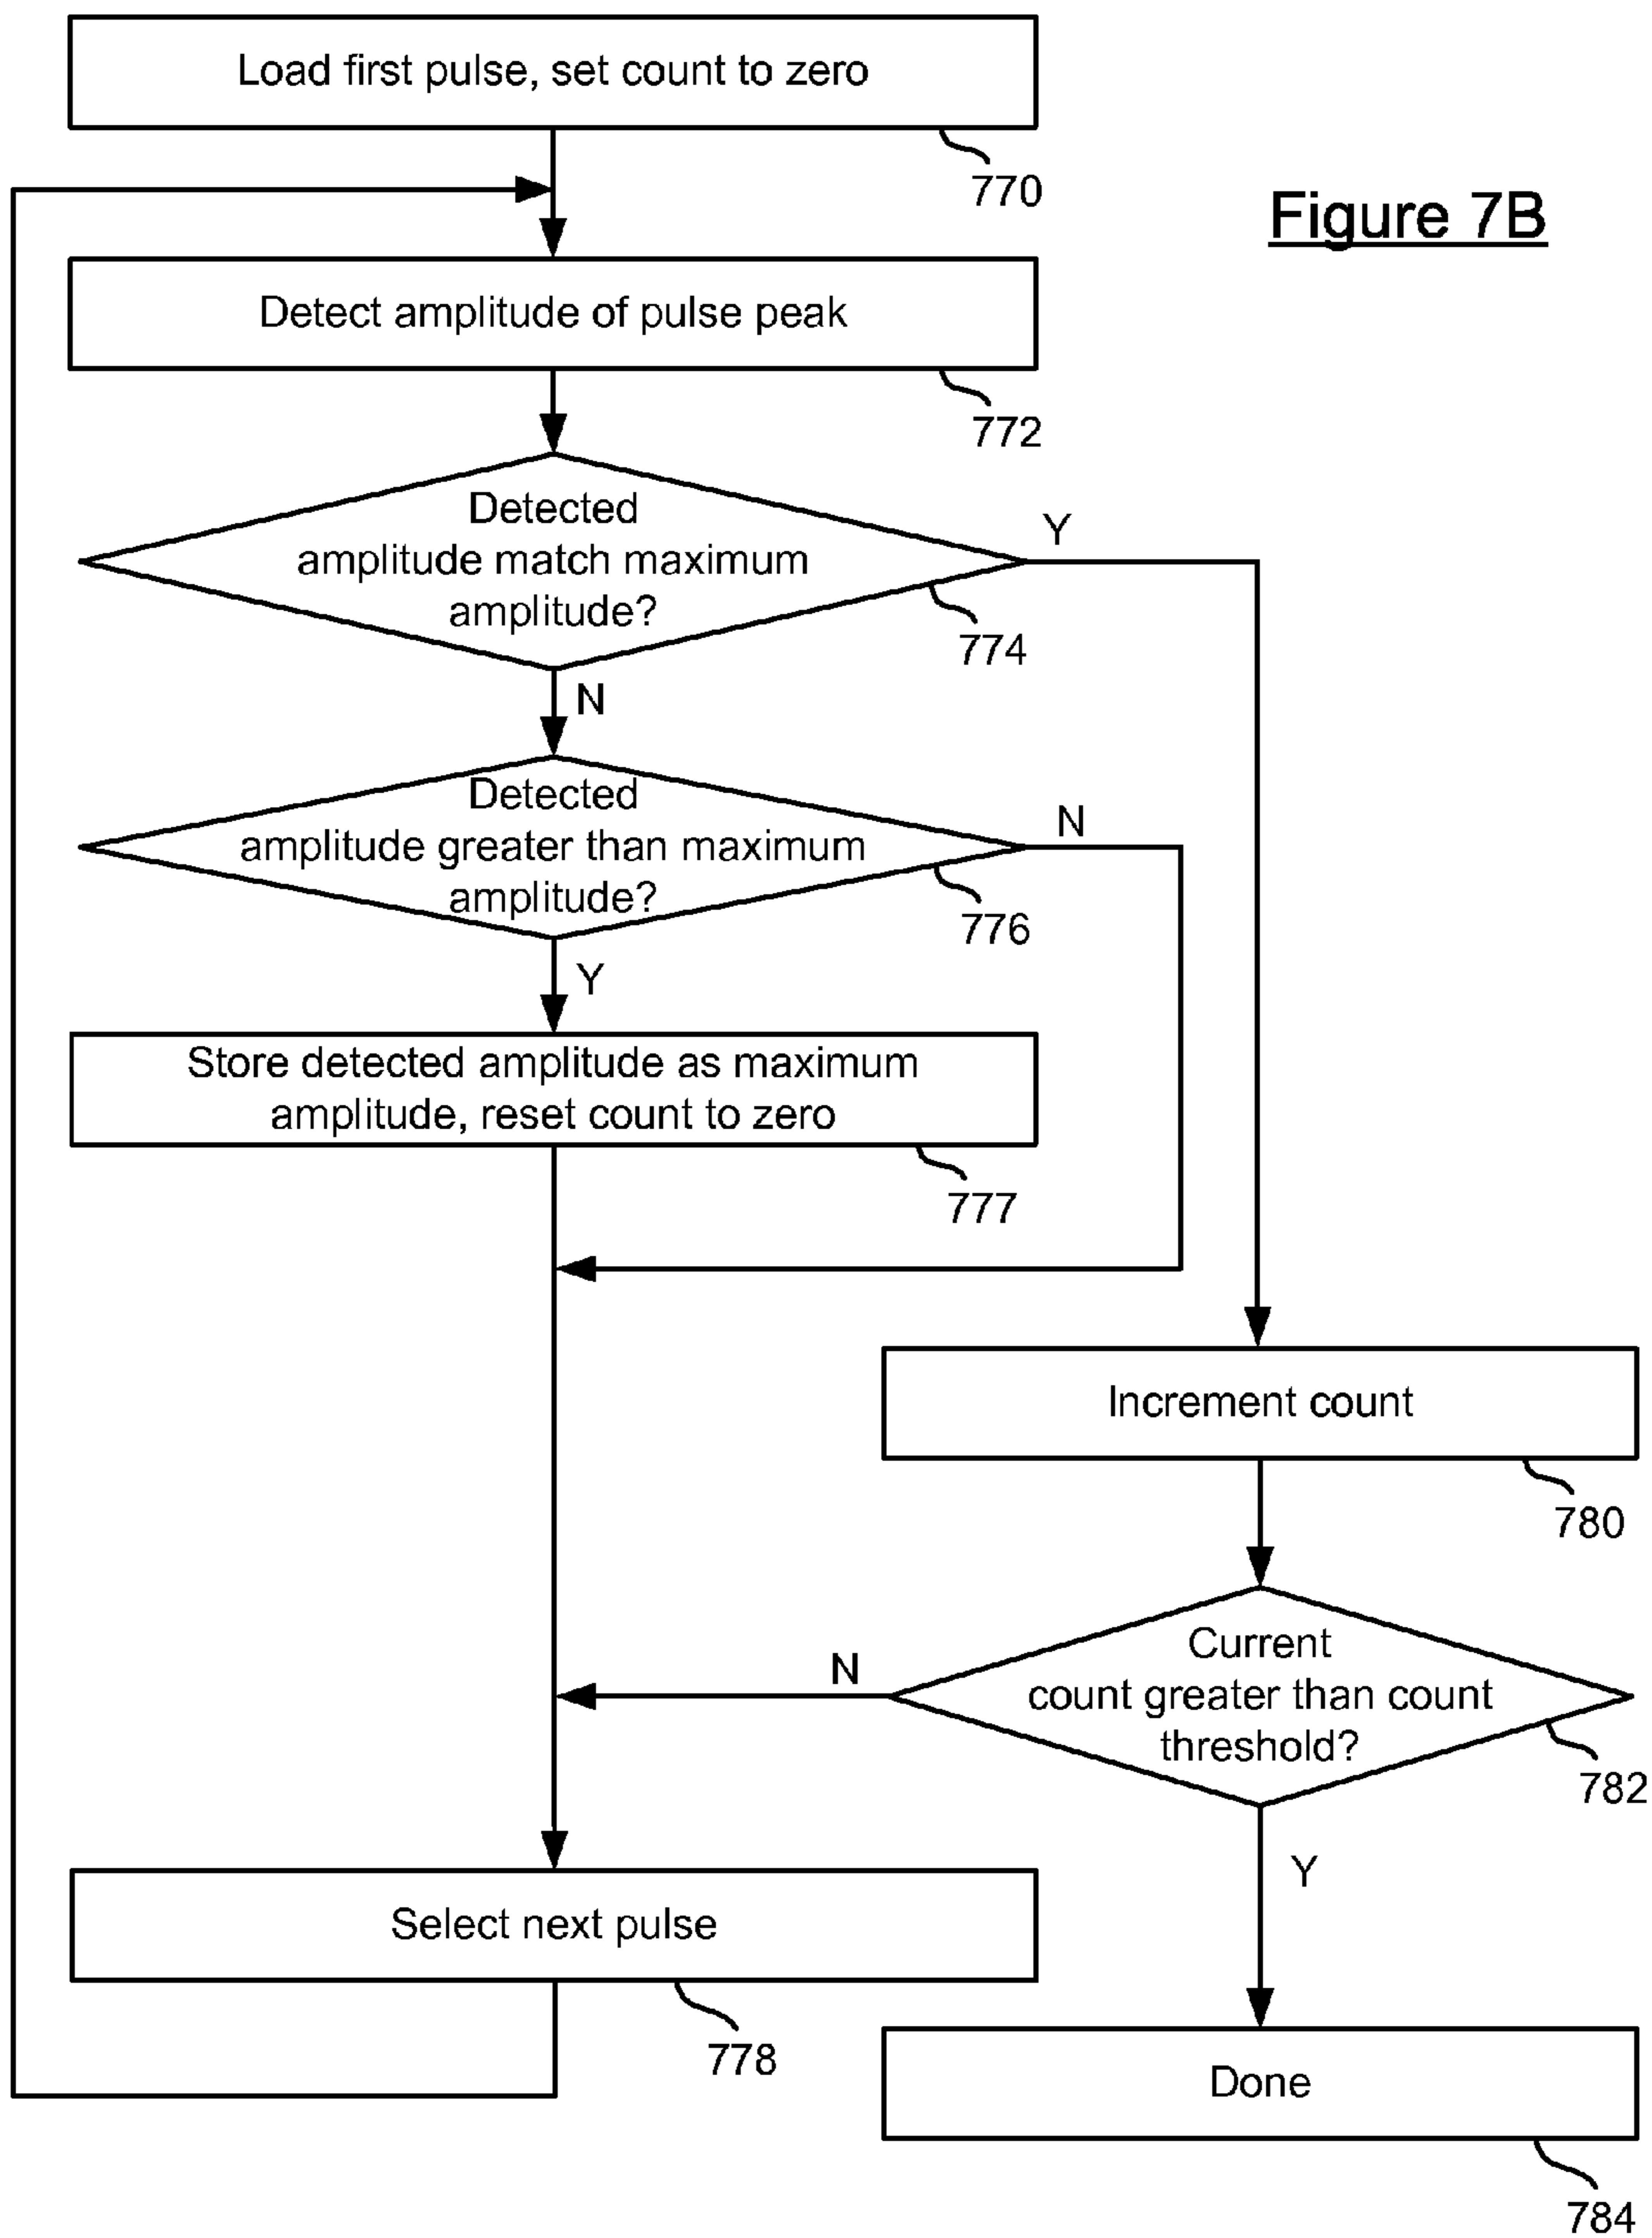 Load first pulse, set count to zero
770
Figure 7B
Detect amplitude of pulse peak
772
Detected
amplitude match maximum
amplitude?
Y
774
N
Detected
amplitude greater than maximum
amplitude?
N
776
Y
Store detected amplitude as maximum
amplitude, reset count to zero
777
Increment count
780
Current
count greater than count
threshold?
N
782
Y
Select next pulse
778
Done
784